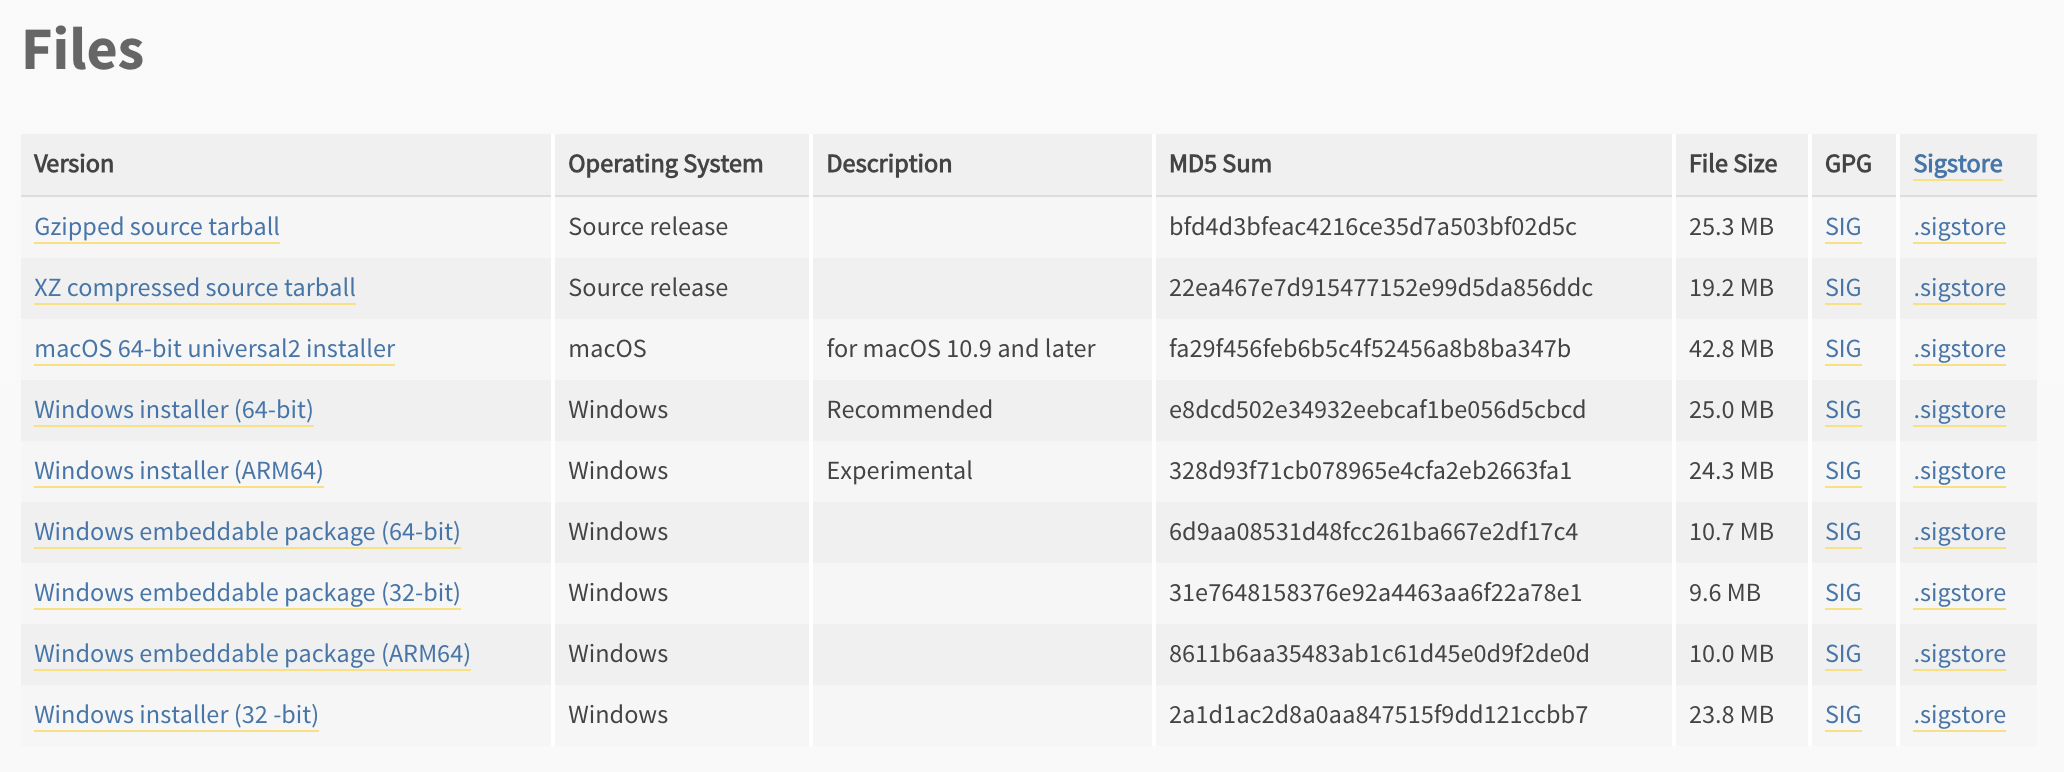 Files
Version Operating System Description MD5 Sum File Size GPG Sigstore
Gzipped source tarball Source release bfd4d3bfeac4216ce35d7a503bf02d5c 25.3 MB SIG .sigstore
XZ compressed source tarball Source release 22ea467e7d915477152e99d5da856ddc 19.2 MB SIG .sigstore
macOS 64-bit universal2 installer macOS for macOS 10.9 and later fa29f456feb6b5c4f52456a8b8ba347b 42.8 MB SIG .sigstore
Windows installer (64-bit) Windows Recommended e8dcd502e34932eebcaf1be056d5cbcd 25.0 MB SIG .sigstore
Windows installer (ARM64) Windows Experimental 328d93f71cb078965e4cfa2eb2663fa1 24.3 MB SIG .sigstore
Windows embeddable package (64-bit) Windows 6d9aa08531d48fcc261ba667e2df17c4 10.7 MB SIG .sigstore
Windows embeddable package (32-bit) Windows 31e7648158376e92a4463aa6f22a78e1 9.6 MB SIG .sigstore
Windows embeddable package (ARM64) Windows 8611b6aa35483ab1c61d45e0d9f2de0d 10.0 MB SIG .sigstore
Windows installer (32 -bit) Windows 2a1d1ac2d8a0aa847515f9dd121ccbb7 23.8 MB SIG .sigstore